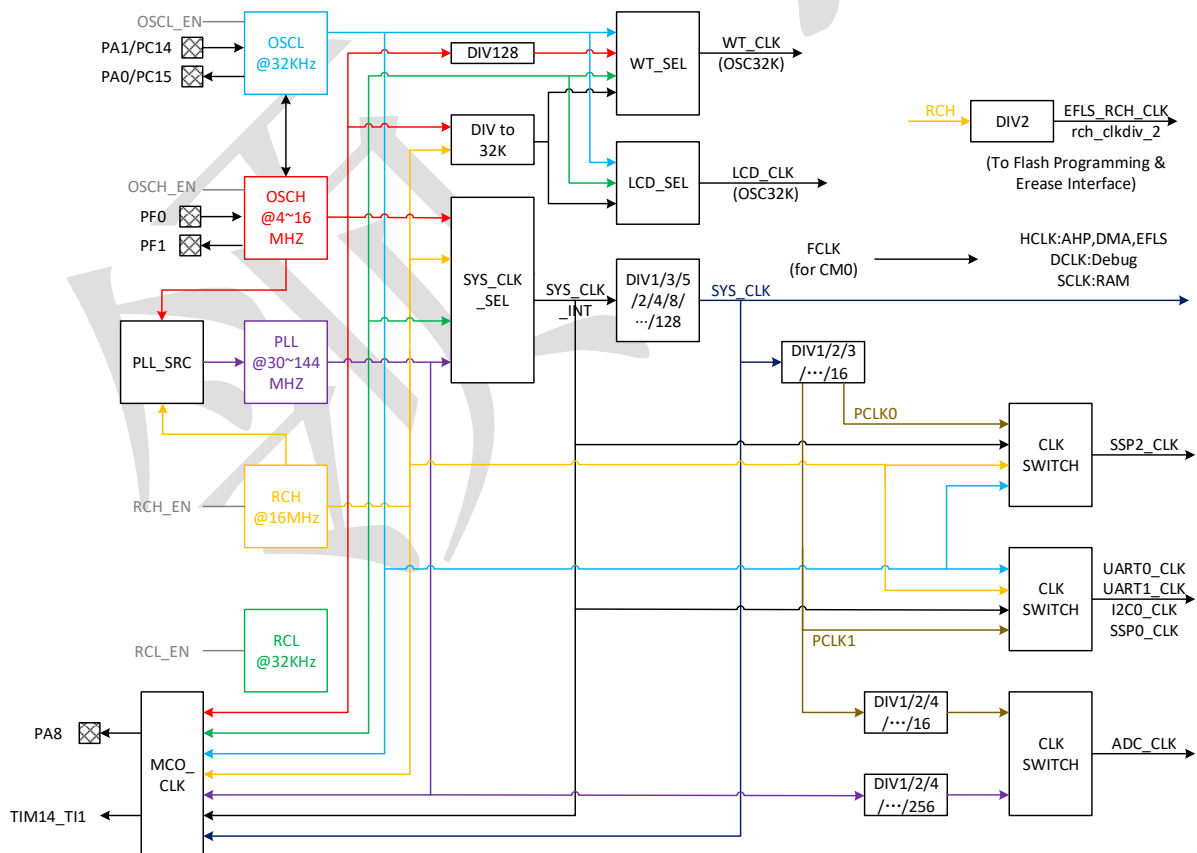 OSCL_EN
PA1/PC14
PA0/PC15
OSCL
@32KHz
DIV128
WT_SEL
WT_CLK
(OSC32K)
DIV to
32K
LCD_SEL
LCD_CLK
(OSC32K)
RCH
DIV2
EFLS_RCH_CLK
rch_clkdiv_2
(To Flash Programming &
Erease Interface)
OSCH_EN
PF0
PF1
OSCH
@4~16
MHZ
SYS_CLK
_SEL
SYS_CLK
_INT
DIV1/3/5
/2/4/8/
···/128
SYS_CLK
FCLK
(for CM0)
HCLK:AHP,DMA,EFLS
DCLK:Debug
SCLK:RAM
PLL_SRC
PLL
@30~144
MHZ
DIV1/2/3
/···/16
PCLK0
CLK
SWITCH
SSP2_CLK
RCH_EN
RCH
@16MHz
CLK
SWITCH
UART0_CLK
UART1_CLK
I2C0_CLK
SSP0_CLK
PCLK1
RCL_EN
RCL
@32KHz
DIV1/2/4
/···/16
CLK
SWITCH
ADC_CLK
DIV1/2/4
/···/256
PA8
MCO_
CLK
TIM14_TI1